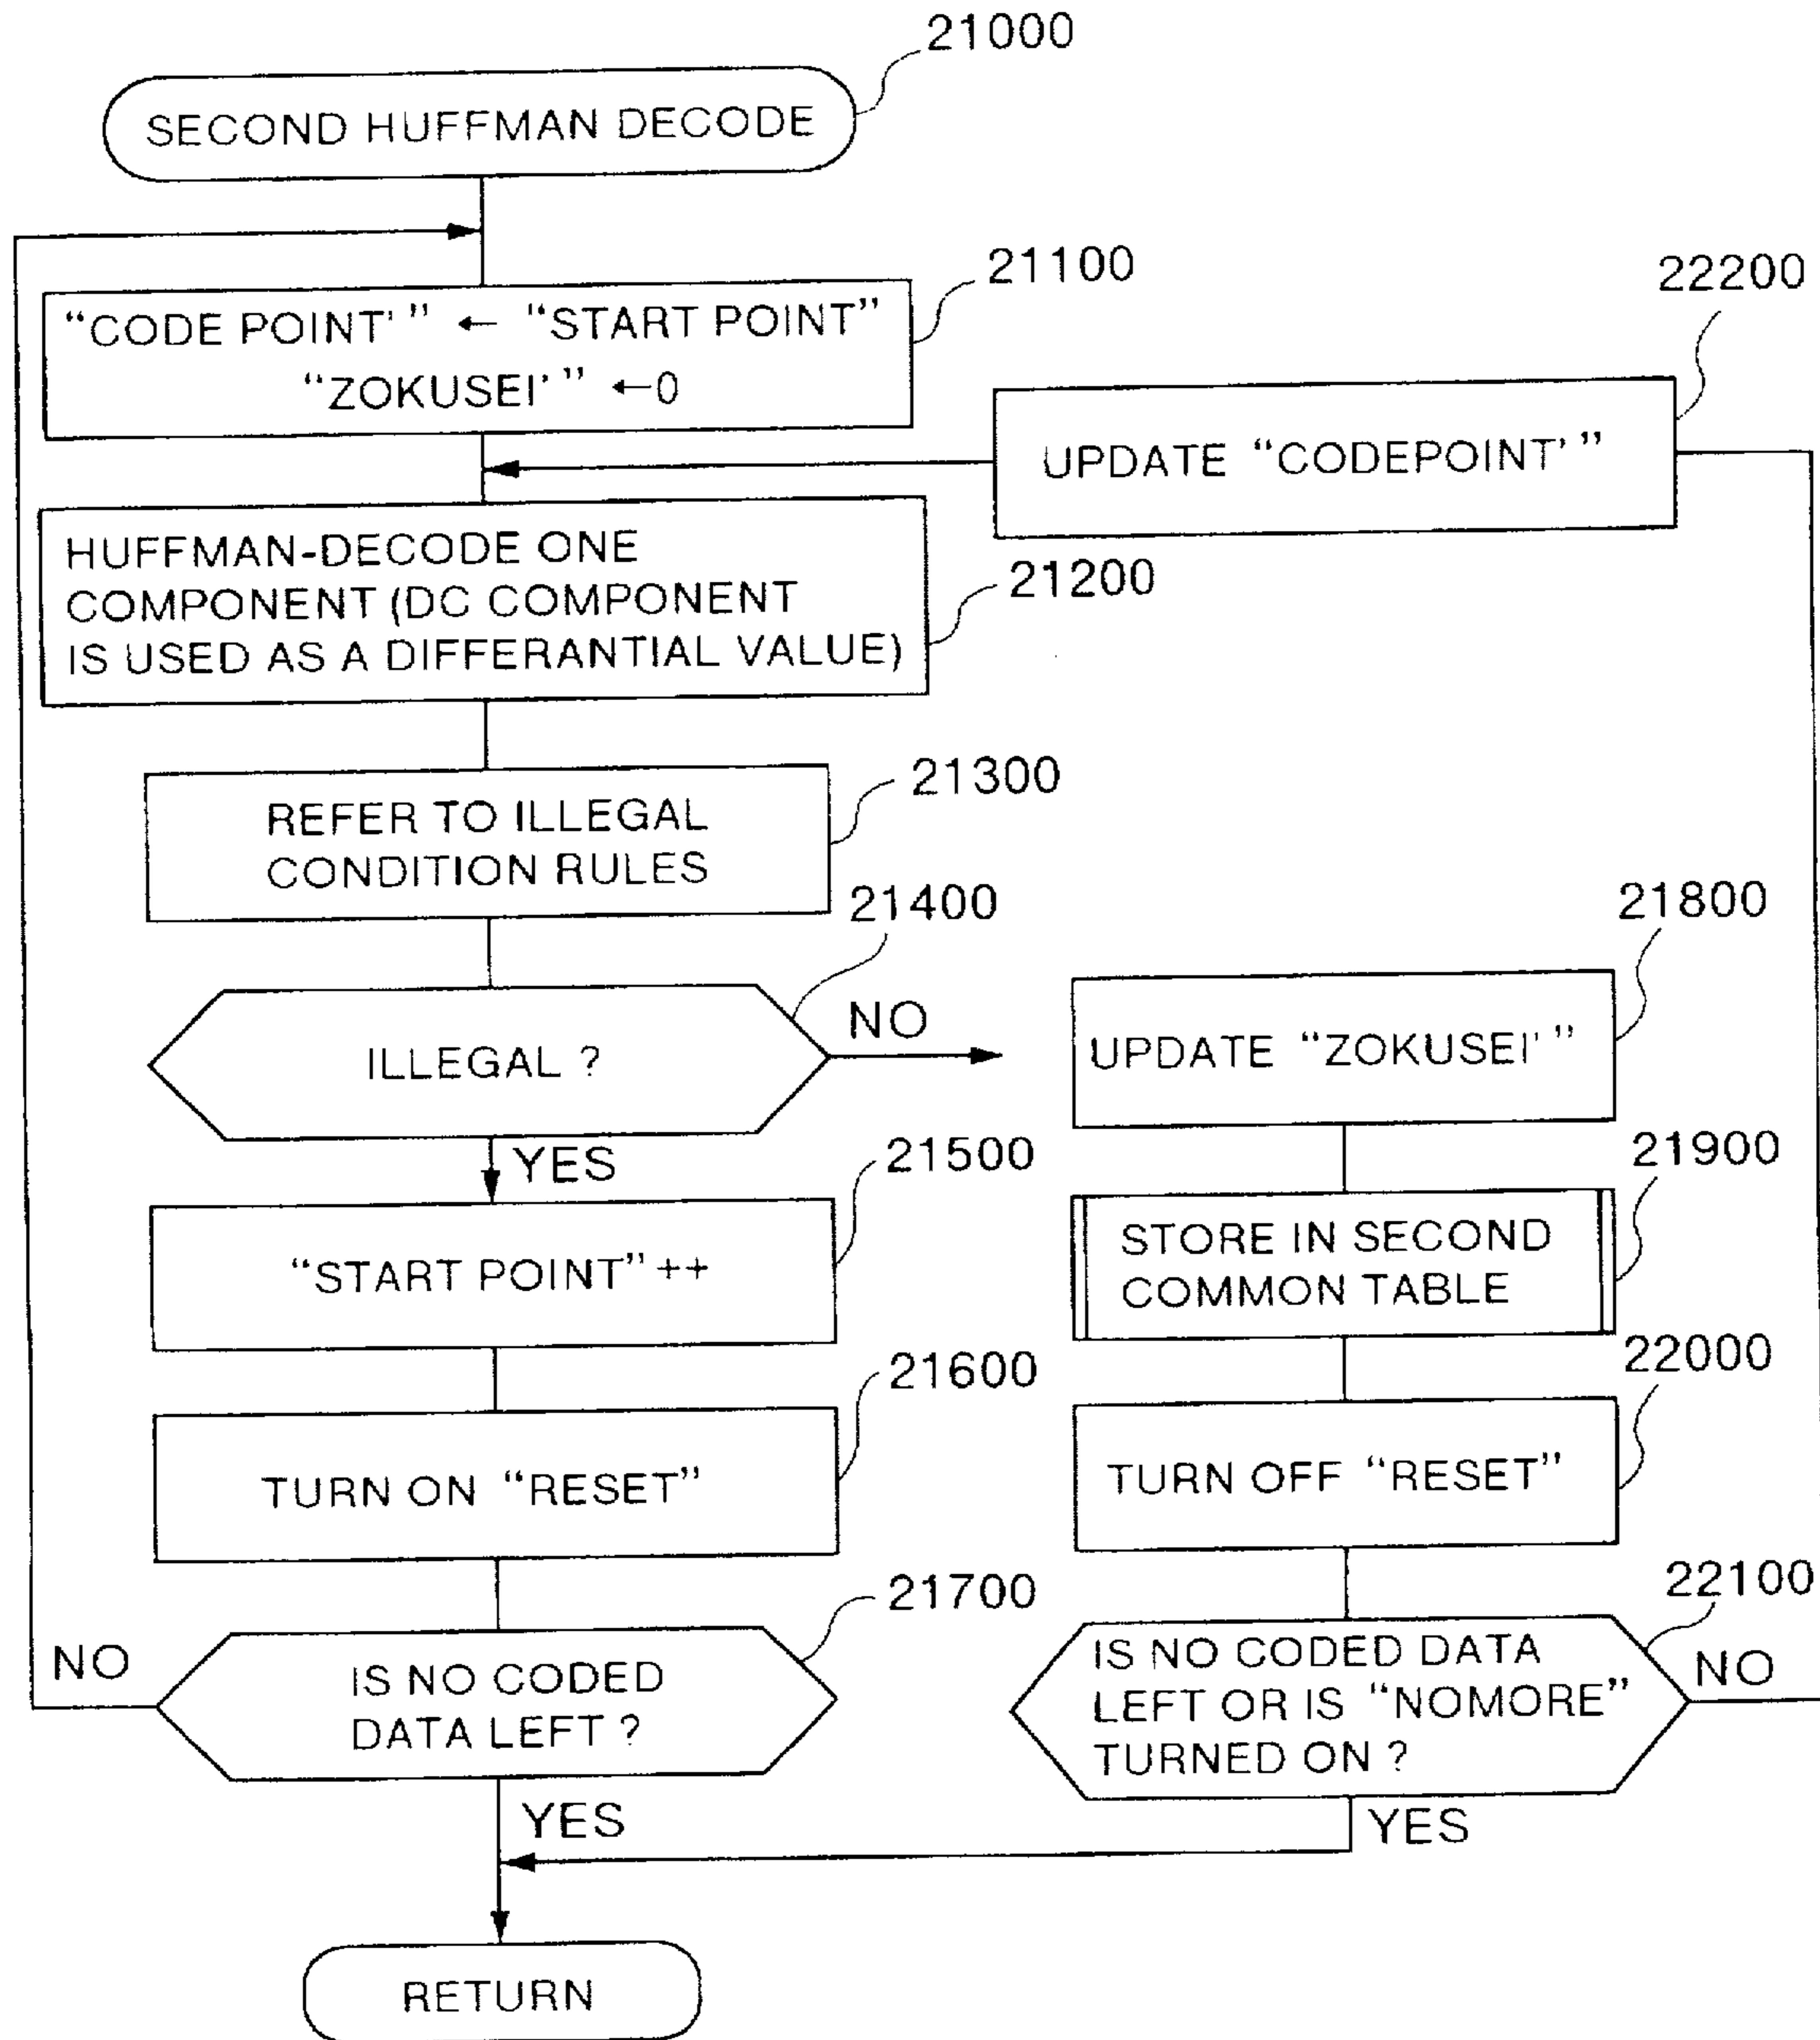 21000
SECOND HUFFMAN DECODE
21100
"CODE POINT'" ← "START POINT"
"ZOKUSEI'" ←0
22200
UPDATE "CODEPOINT'"
HUFFMAN-DECODE ONE
COMPONENT (DC COMPONENT
IS USED AS A DIFFERANTIAL VALUE)
21200
21300
REFER TO ILLEGAL
CONDITION RULES
21400
ILLEGAL ?
NO
YES
21800
UPDATE "ZOKUSEI'"
21500
"START POINT" ++
21900
STORE IN SECOND
COMMON TABLE
21600
TURN ON "RESET"
22000
TURN OFF "RESET"
21700
IS NO CODED
DATA LEFT ?
NO
YES
22100
IS NO CODED DATA
LEFT OR IS "NOMORE"
TURNED ON ?
NO
YES
RETURN